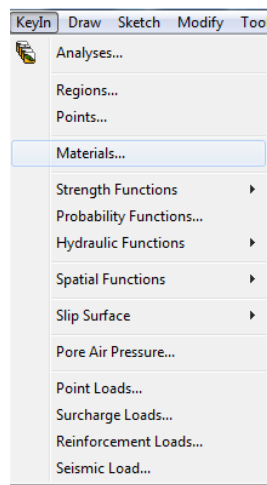 KeyIn Draw Sketch Modify Tool
Analyses...
Regions...
Points...
Materials...
Strength Functions
Probability Functions...
Hydraulic Functions
Spatial Functions
Slip Surface
Pore Air Pressure...
Point Loads...
Surcharge Loads...
Reinforcement Loads...
Seismic Load...